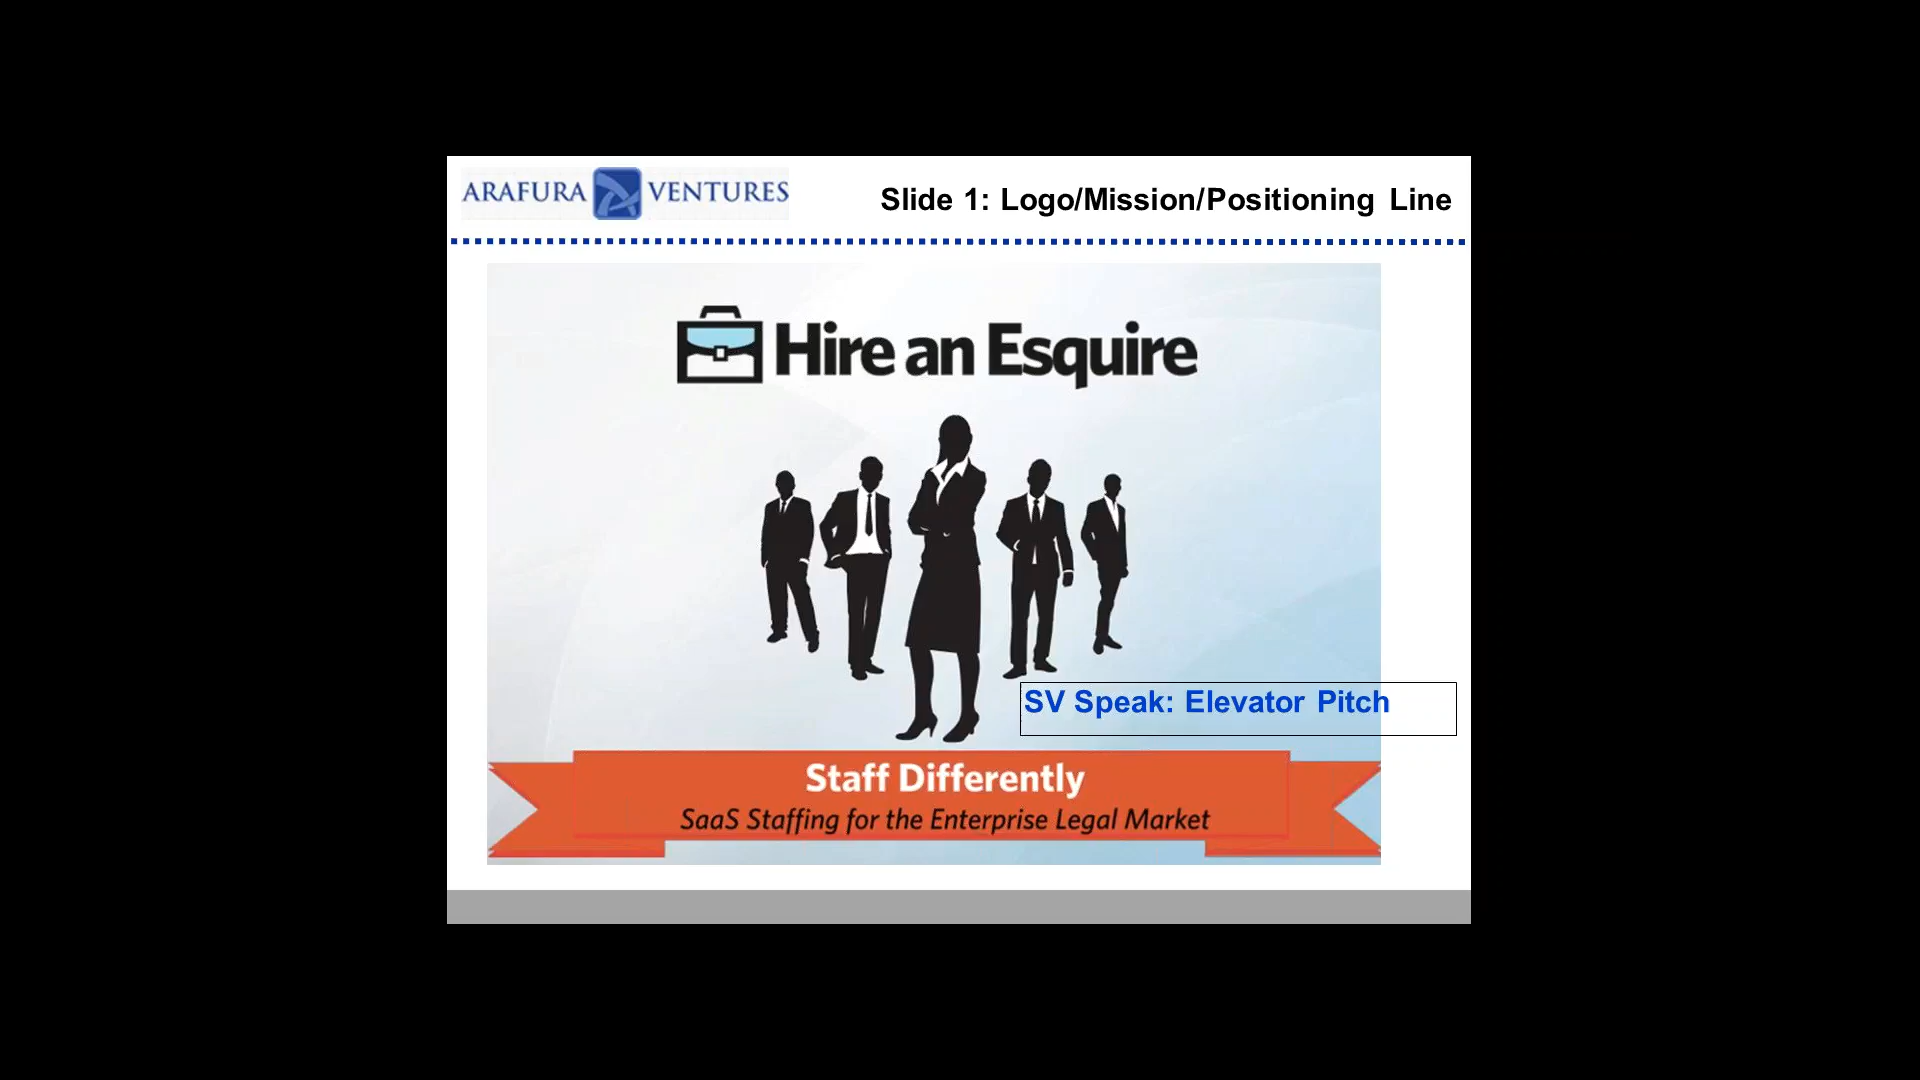 ARAFURA VENTURES
Slide 1: Logo/Mission/Positioning Line
Hire an Esquire
SV Speak: Elevator Pitch
Staff Differently
SaaS Staffing for the Enterprise Legal Market